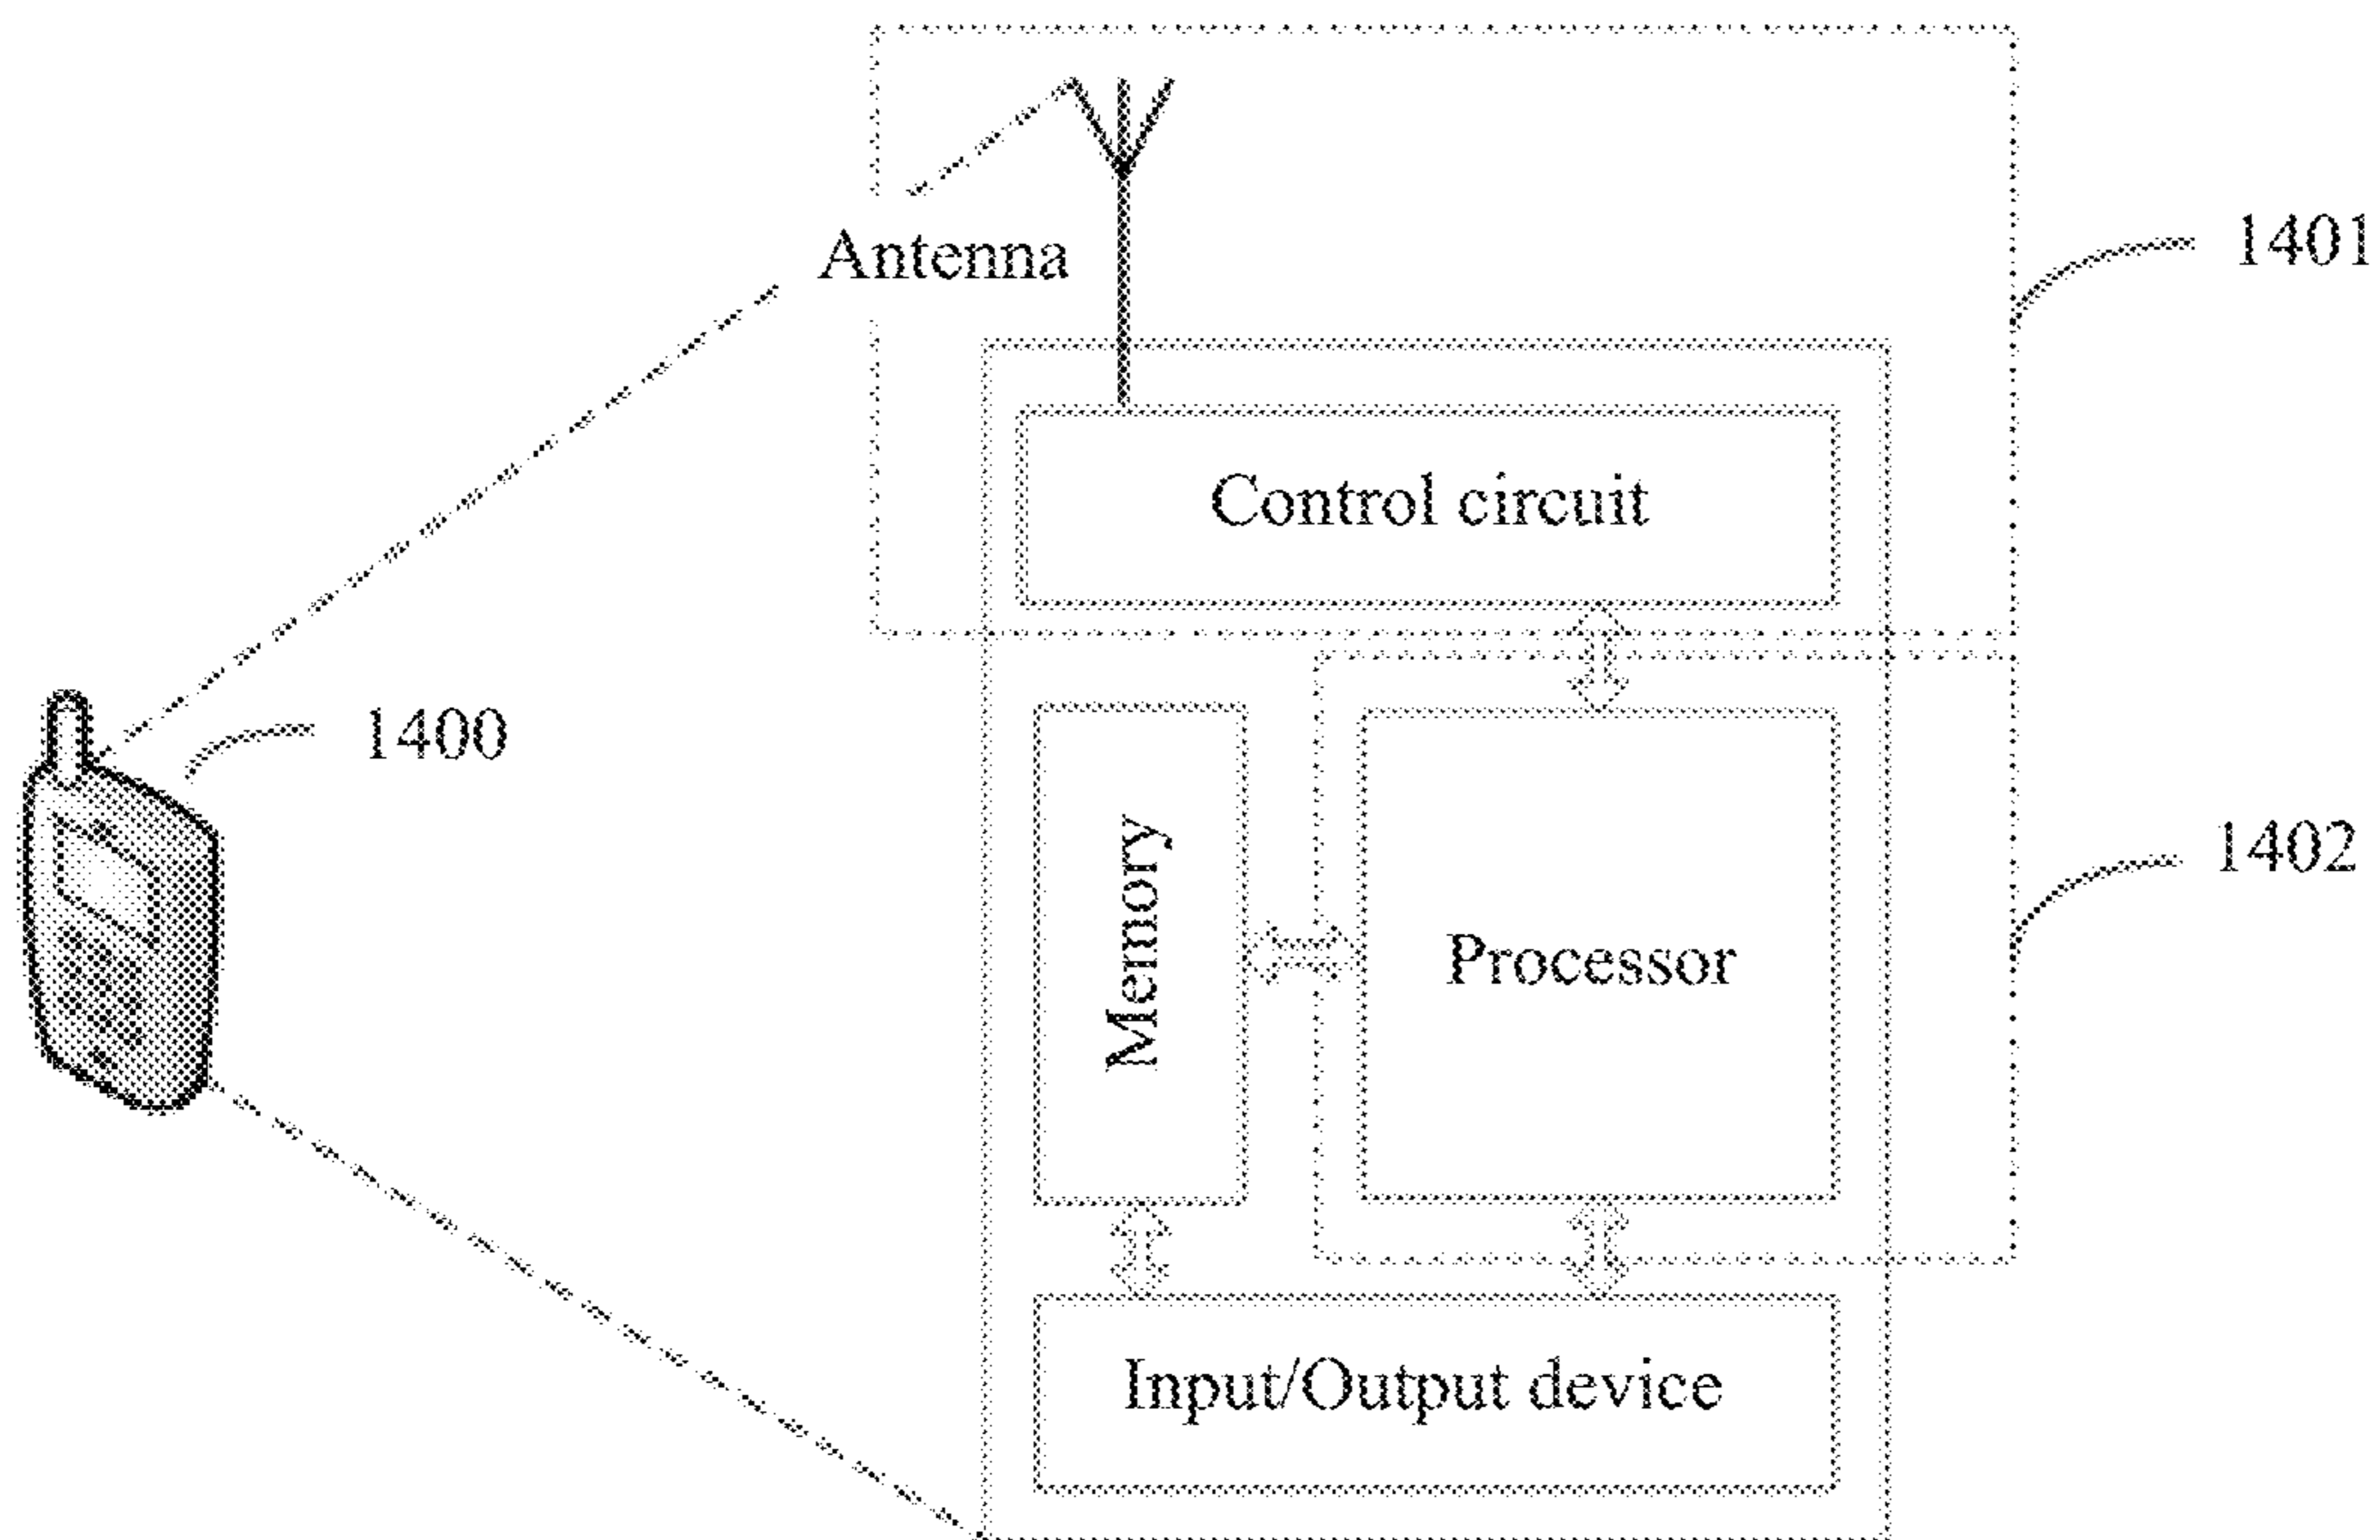 Antenna
1401
Control circuit
1400
Memory
Processor
1402
Input/Output device